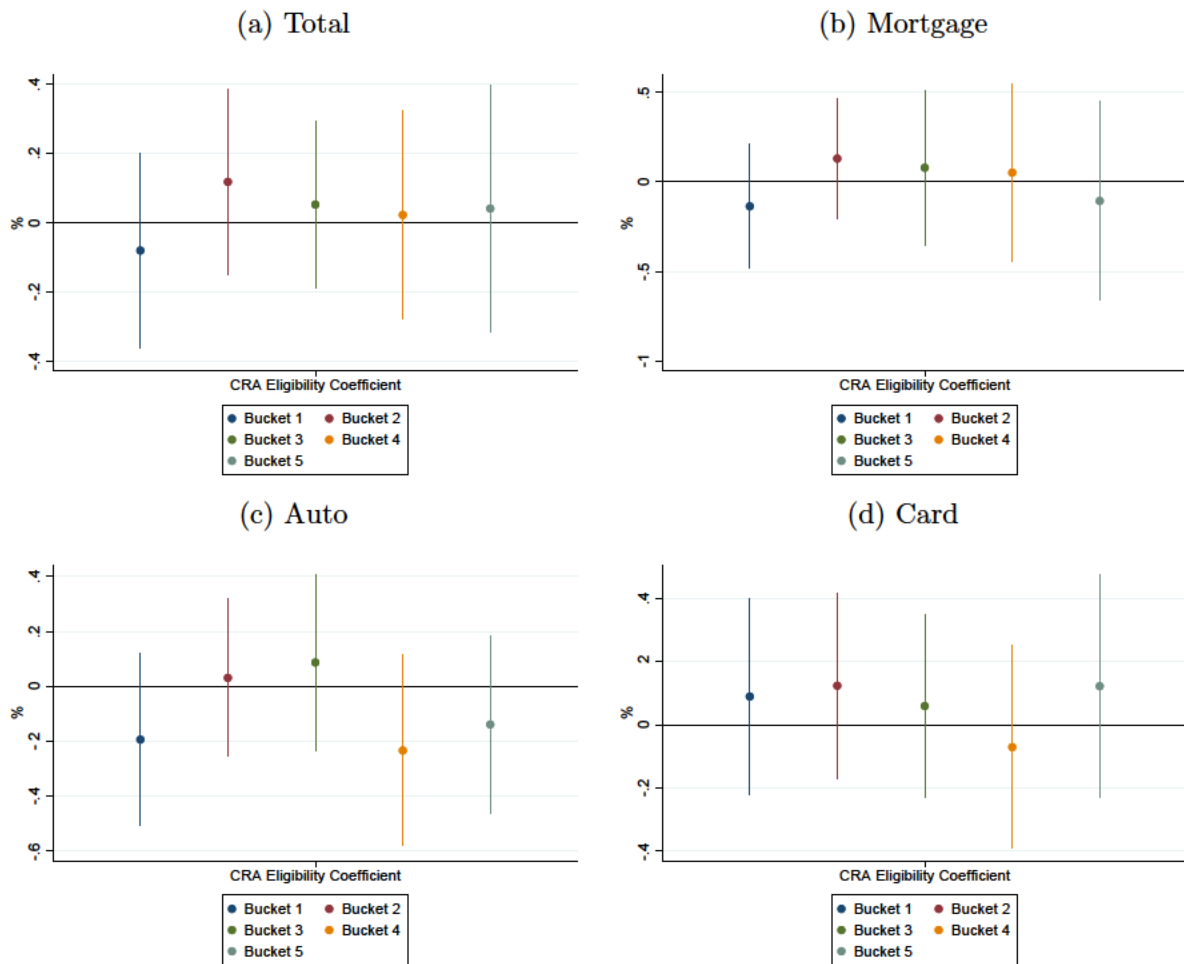 (a) Total
.4
.2
0
-.2
-.4
%
CRA Eligibility Coefficient
Bucket 1 Bucket 2
Bucket 3 Bucket 4
Bucket 5
(b) Mortgage
.5
0
-.5
-1
%
CRA Eligibility Coefficient
Bucket 1 Bucket 2
Bucket 3 Bucket 4
Bucket 5
(c) Auto
.4
.2
0
-.2
-.4
-.6
%
CRA Eligibility Coefficient
Bucket 1 Bucket 2
Bucket 3 Bucket 4
Bucket 5
(d) Card
.4
.2
0
-.2
-.4
%
CRA Eligibility Coefficient
Bucket 1 Bucket 2
Bucket 3 Bucket 4
Bucket 5